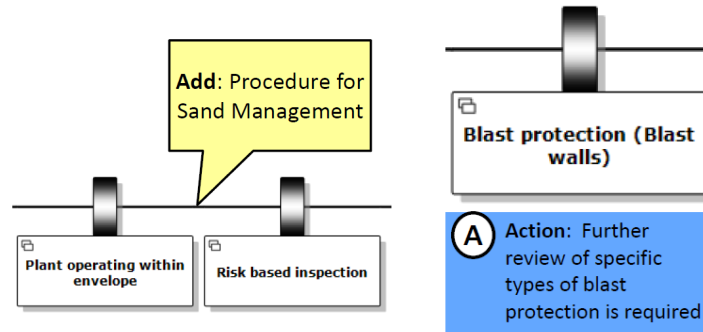 Add: Procedure for
Sand Management
Plant operating within
envelope
Risk based inspection
Blast protection (Blast
walls)
A
Action: Further
review of specific
types of blast
protection is required